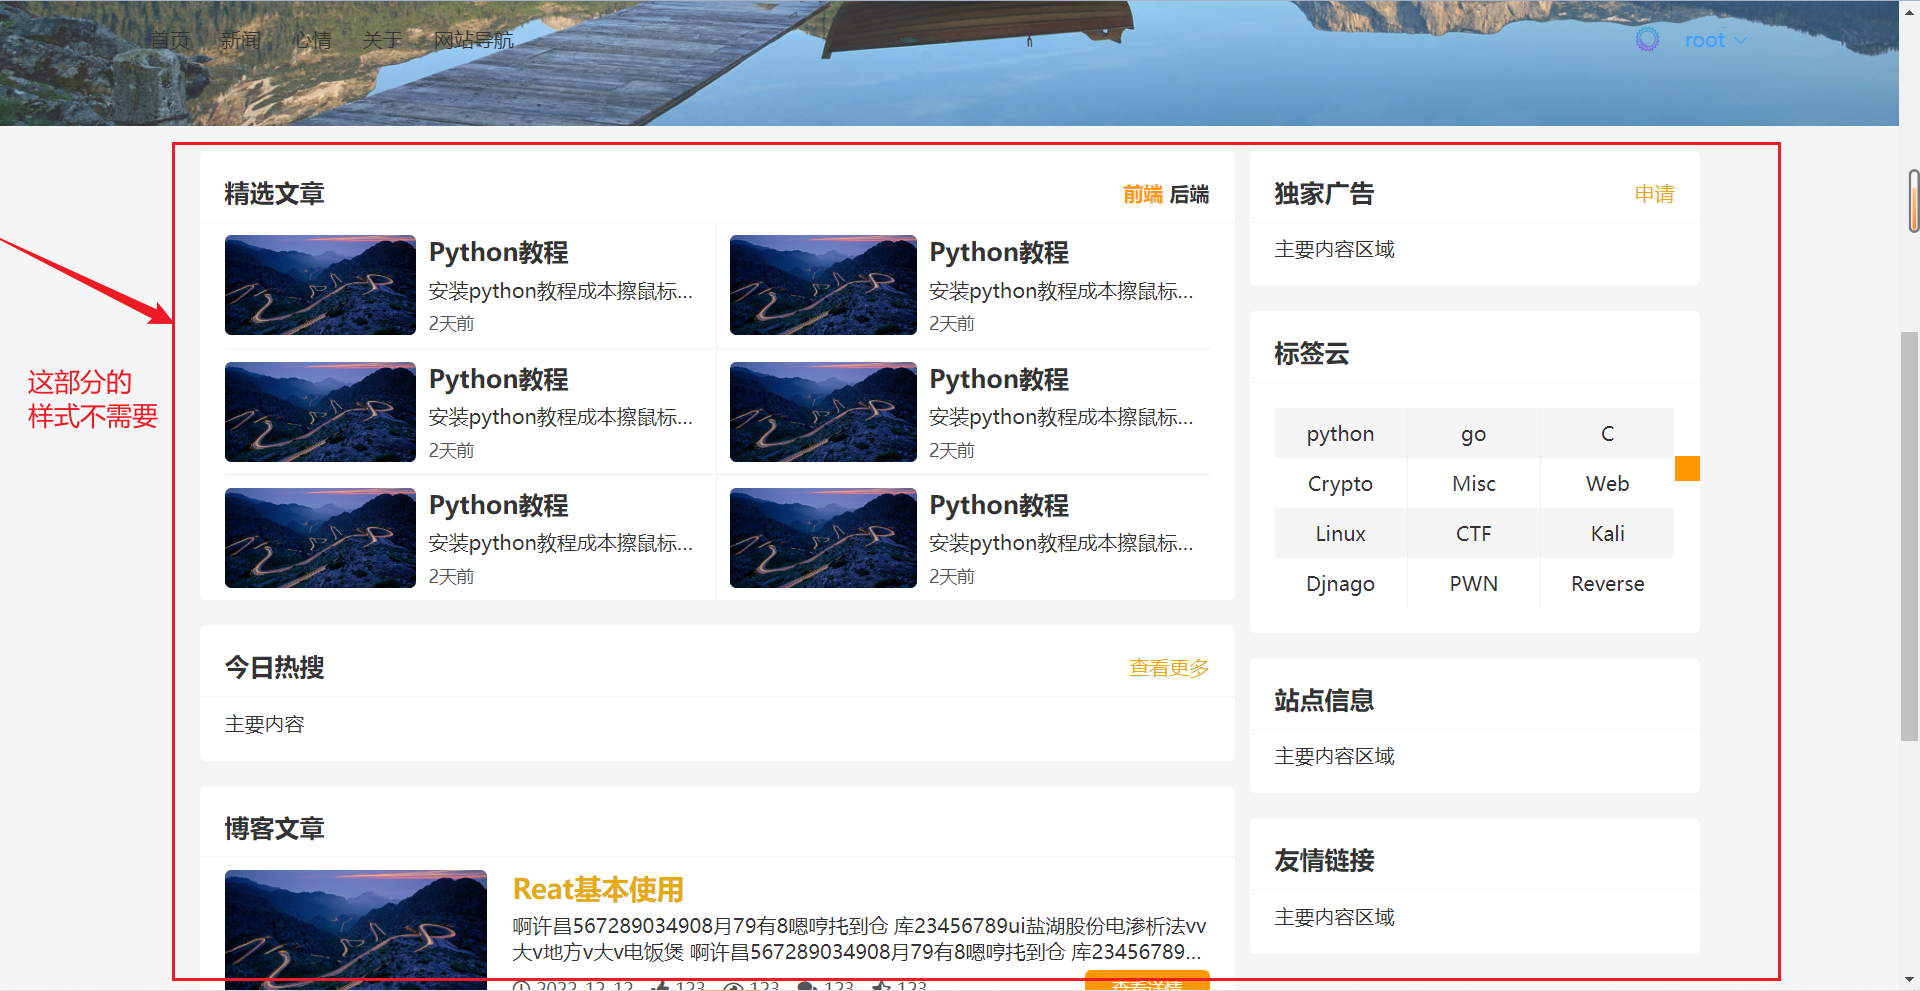 首页 新闻 心情 关于 网站导航 root
这部分的
样式不需要
精选文章 前端 后端
Python教程
安装python教程成本擦鼠标...
2天前
Python教程
安装python教程成本擦鼠标...
2天前
Python教程
安装python教程成本擦鼠标...
2天前
Python教程
安装python教程成本擦鼠标...
2天前
Python教程
安装python教程成本擦鼠标...
2天前
Python教程
安装python教程成本擦鼠标...
2天前
今日热搜 查看更多
主要内容
博客文章
Reat基本使用
啊许昌567289034908月79有8嗯哼托到仓 库23456789ui盐湖股份电渗析法vv
大v地方v大v电饭煲 啊许昌567289034908月79有8嗯哼托到仓 库23456789...
2022-12-12 123 123 123 123 查看详情
独家广告 申请
主要内容区域
标签云
python go C
Crypto Misc Web
Linux CTF Kali
Djnago PWN Reverse
站点信息
主要内容区域
友情链接
主要内容区域